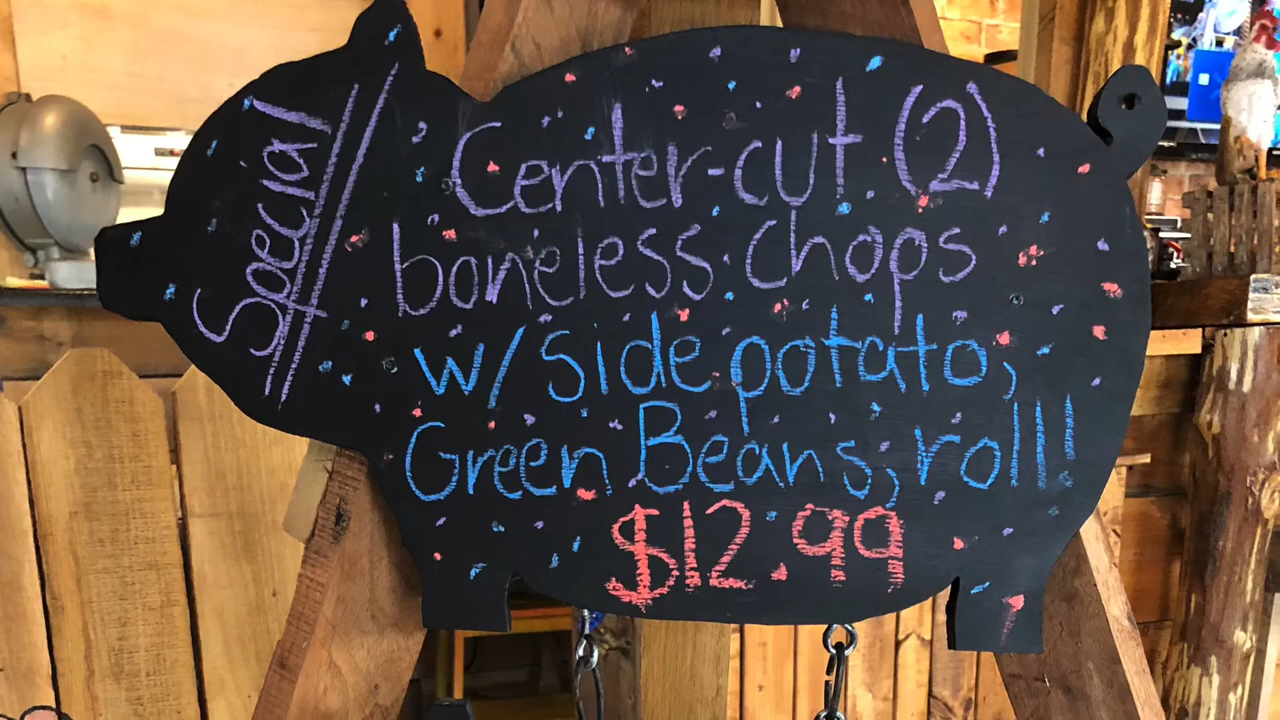 Special
Center-cut (2)
boneless chops
w/ side potato,
Green Beans, roll!!
$12.99